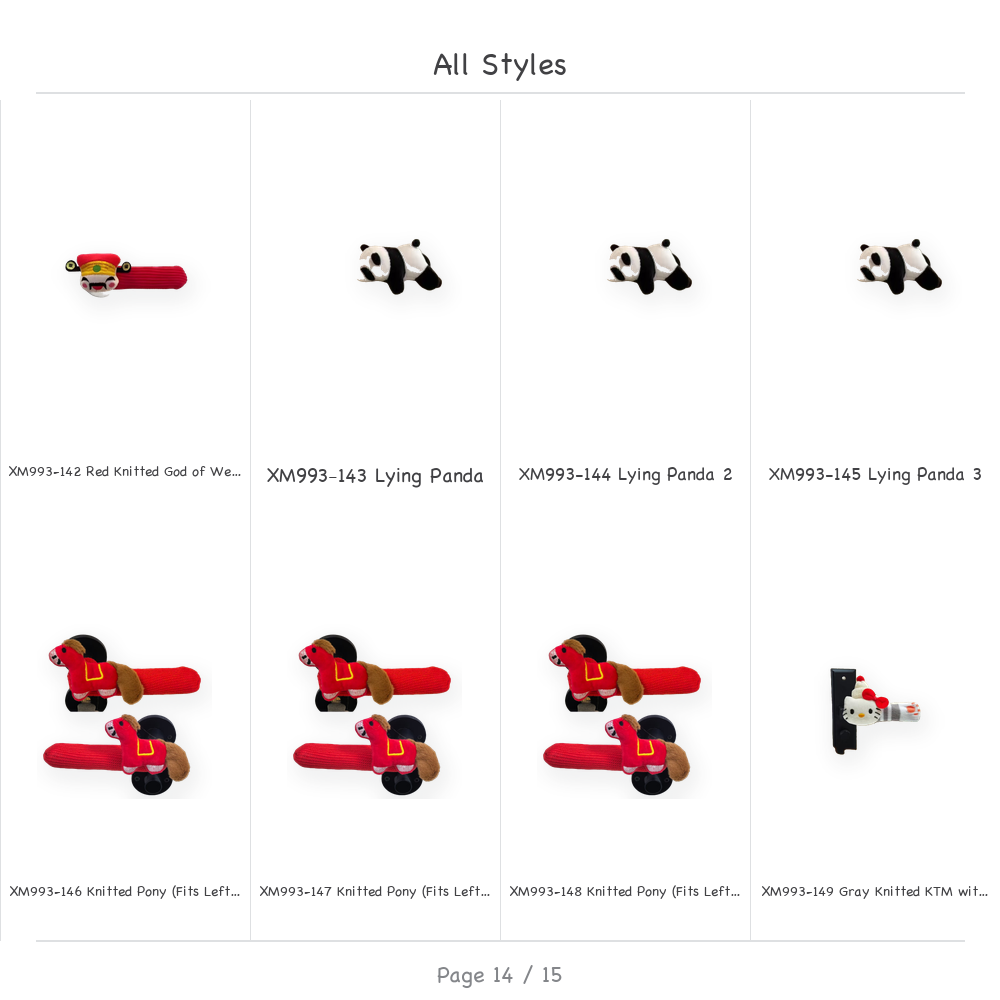 All Styles
XM993-142 Red Knitted God of We...
XM993-143 Lying Panda
XM993-144 Lying Panda 2
XM993-145 Lying Panda 3
XM993-146 Knitted Pony (Fits Left...
XM993-147 Knitted Pony (Fits Left...
XM993-148 Knitted Pony (Fits Left...
XM993-149 Gray Knitted KTM wit...
Page 14 / 15